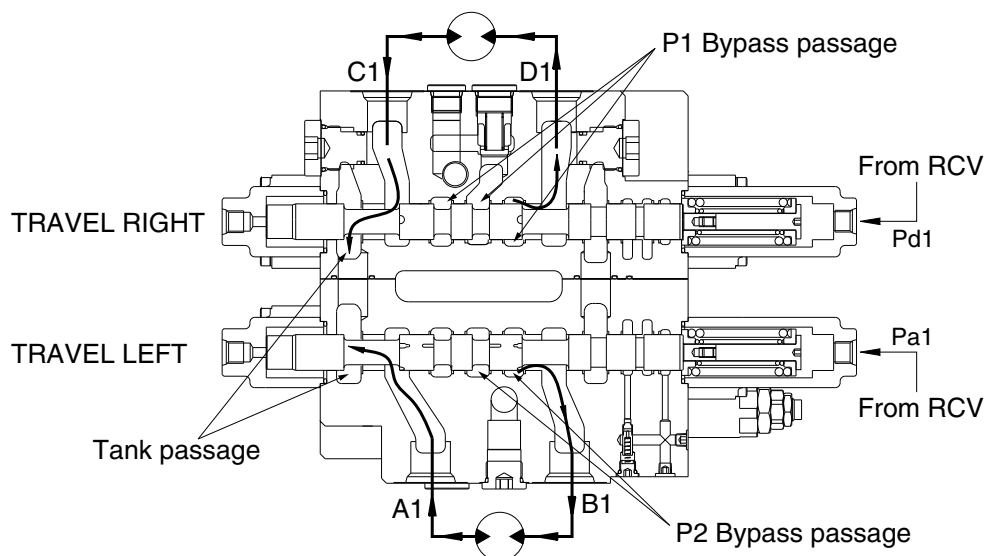 P1 Bypass passage
C1
D1
From RCV
TRAVEL RIGHT
Pd1
TRAVEL LEFT
Pa1
From RCV
Tank passage
A1
B1
P2 Bypass passage